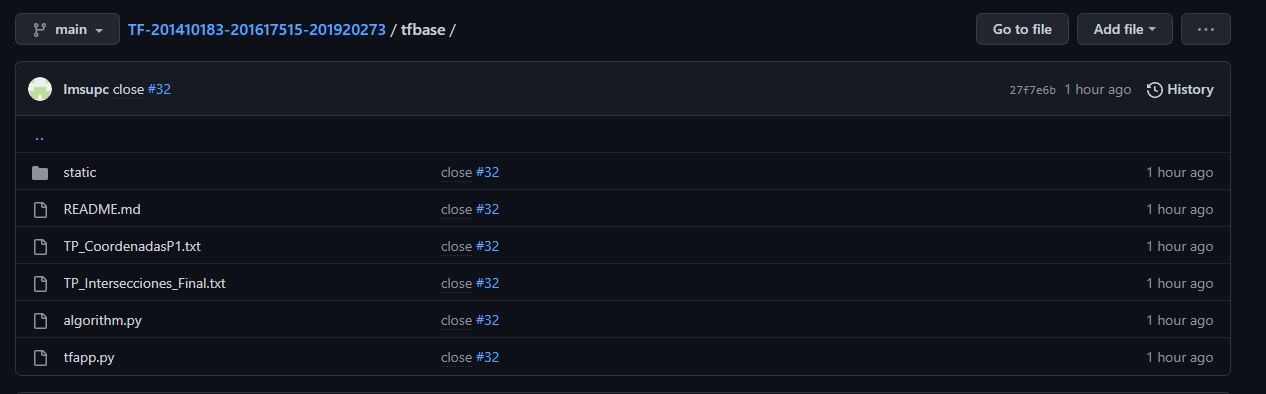 main TF-201410183-201617515-201920273 / tfbase / Go to file Add file ...
lmsupc close #32 27f7e6b 1 hour ago History
..
static close #32 1 hour ago
README.md close #32 1 hour ago
TP_CoordenadasP1.txt close #32 1 hour ago
TP_Intersecciones_Final.txt close #32 1 hour ago
algorithm.py close #32 1 hour ago
tfapp.py close #32 1 hour ago